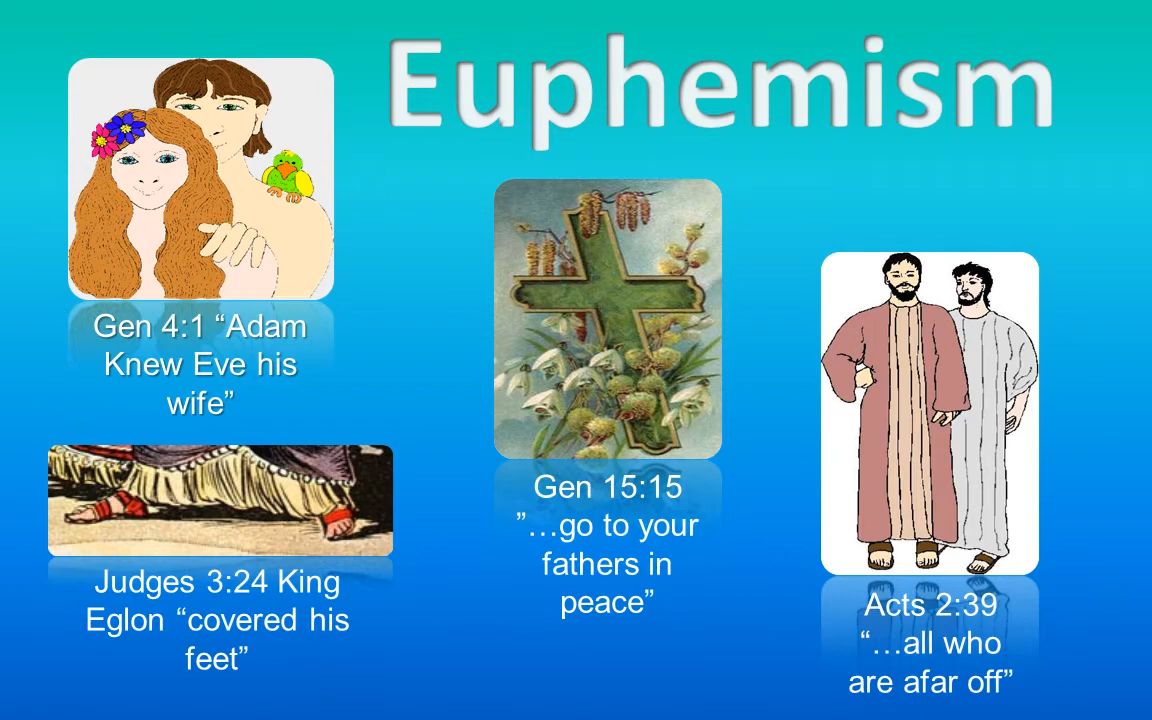 Euphemism
Gen 4:1 “Adam
Knew Eve his
wife”
Judges 3:24 King
Eglon “covered his
feet”
Gen 15:15
”…go to your
fathers in
peace”
Acts 2:39
“…all who
are afar off”